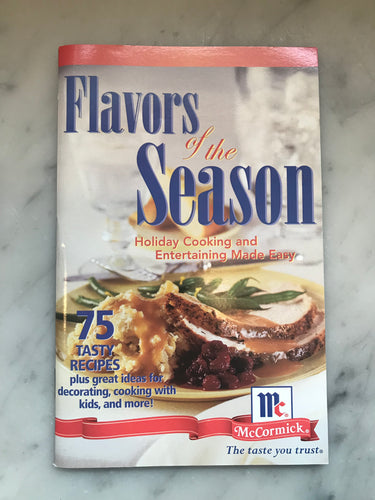 Flavors
of the
Season
Holiday Cooking and
Entertaining Made Easy
75
TASTY
RECIPES
plus great ideas for
decorating, cooking with
kids, and more!
Mc
McCormick®
The taste you trust®